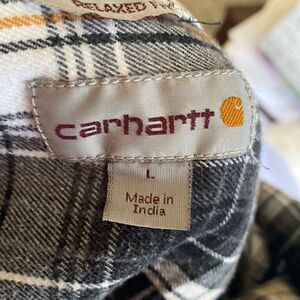 RELAXED FIT
carhartt
L
Made in
India